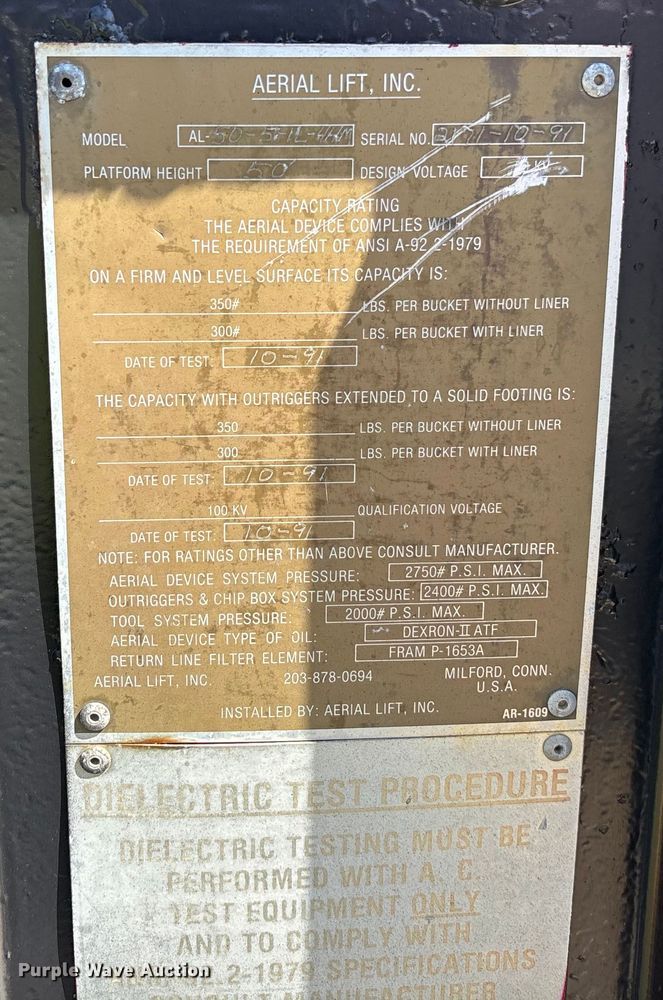 AERIAL LIFT, INC.
MODEL AL- SERIAL NO. -10-91
PLATFORM HEIGHT 50' DESIGN VOLTAGE
CAPACITY RATING
THE AERIAL DEVICE COMPLIES WITH
THE REQUIREMENT OF ANSI A-92.2-1979
ON A FIRM AND LEVEL SURFACE ITS CAPACITY IS:
350# LBS. PER BUCKET WITHOUT LINER
300# LBS. PER BUCKET WITH LINER
DATE OF TEST: 10-91
THE CAPACITY WITH OUTRIGGERS EXTENDED TO A SOLID FOOTING IS:
350 LBS. PER BUCKET WITHOUT LINER
300 LBS. PER BUCKET WITH LINER
DATE OF TEST: 10-91
100 KV QUALIFICATION VOLTAGE
DATE OF TEST: 10-91
NOTE: FOR RATINGS OTHER THAN ABOVE CONSULT MANUFACTURER.
AERIAL DEVICE SYSTEM PRESSURE: 2750# P.S.I. MAX.
OUTRIGGERS & CHIP BOX SYSTEM PRESSURE: 2400# P.S.I. MAX.
TOOL SYSTEM PRESSURE: 2000# P.S.I. MAX.
AERIAL DEVICE TYPE OF OIL: DEXRON-II ATF
RETURN LINE FILTER ELEMENT: FRAM P-1653A
AERIAL LIFT, INC. 203-878-0694 MILFORD, CONN.
U.S.A.
INSTALLED BY: AERIAL LIFT, INC. AR-1609
DIELECTRIC TEST PROCEDURE
DIELECTRIC TESTING MUST BE
PERFORMED WITH A. C.
TEST EQUIPMENT ONLY
AND TO COMPLY WITH
2-1979 SPECIFICATIONS
CONSULT MANUFACTURER
Purple Wave Auction